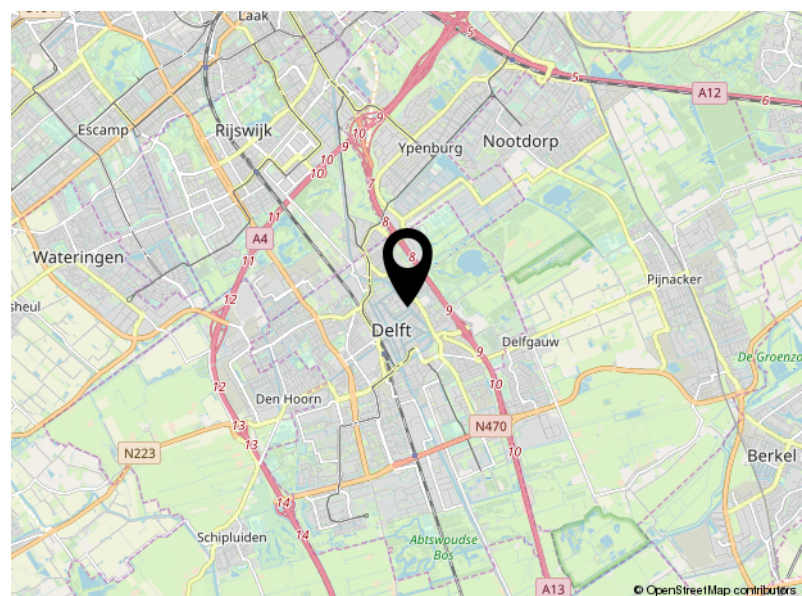 Laak
5
5
A12
6
Escamp
Rijswijk
9
10
9
10
9
10
Ypenburg
Nootdorp
7
11
8
A4
11
8
Wateringen
Pijnacker
12
sheul
9
Delft
Delfgauw
9
De Groenzo
12
10
Den Hoorn
13
N470
13
N223
10
Berkel
14
Schipluiden
14
Abtswoudse
Bos
A13
© OpenStreetMap contributors